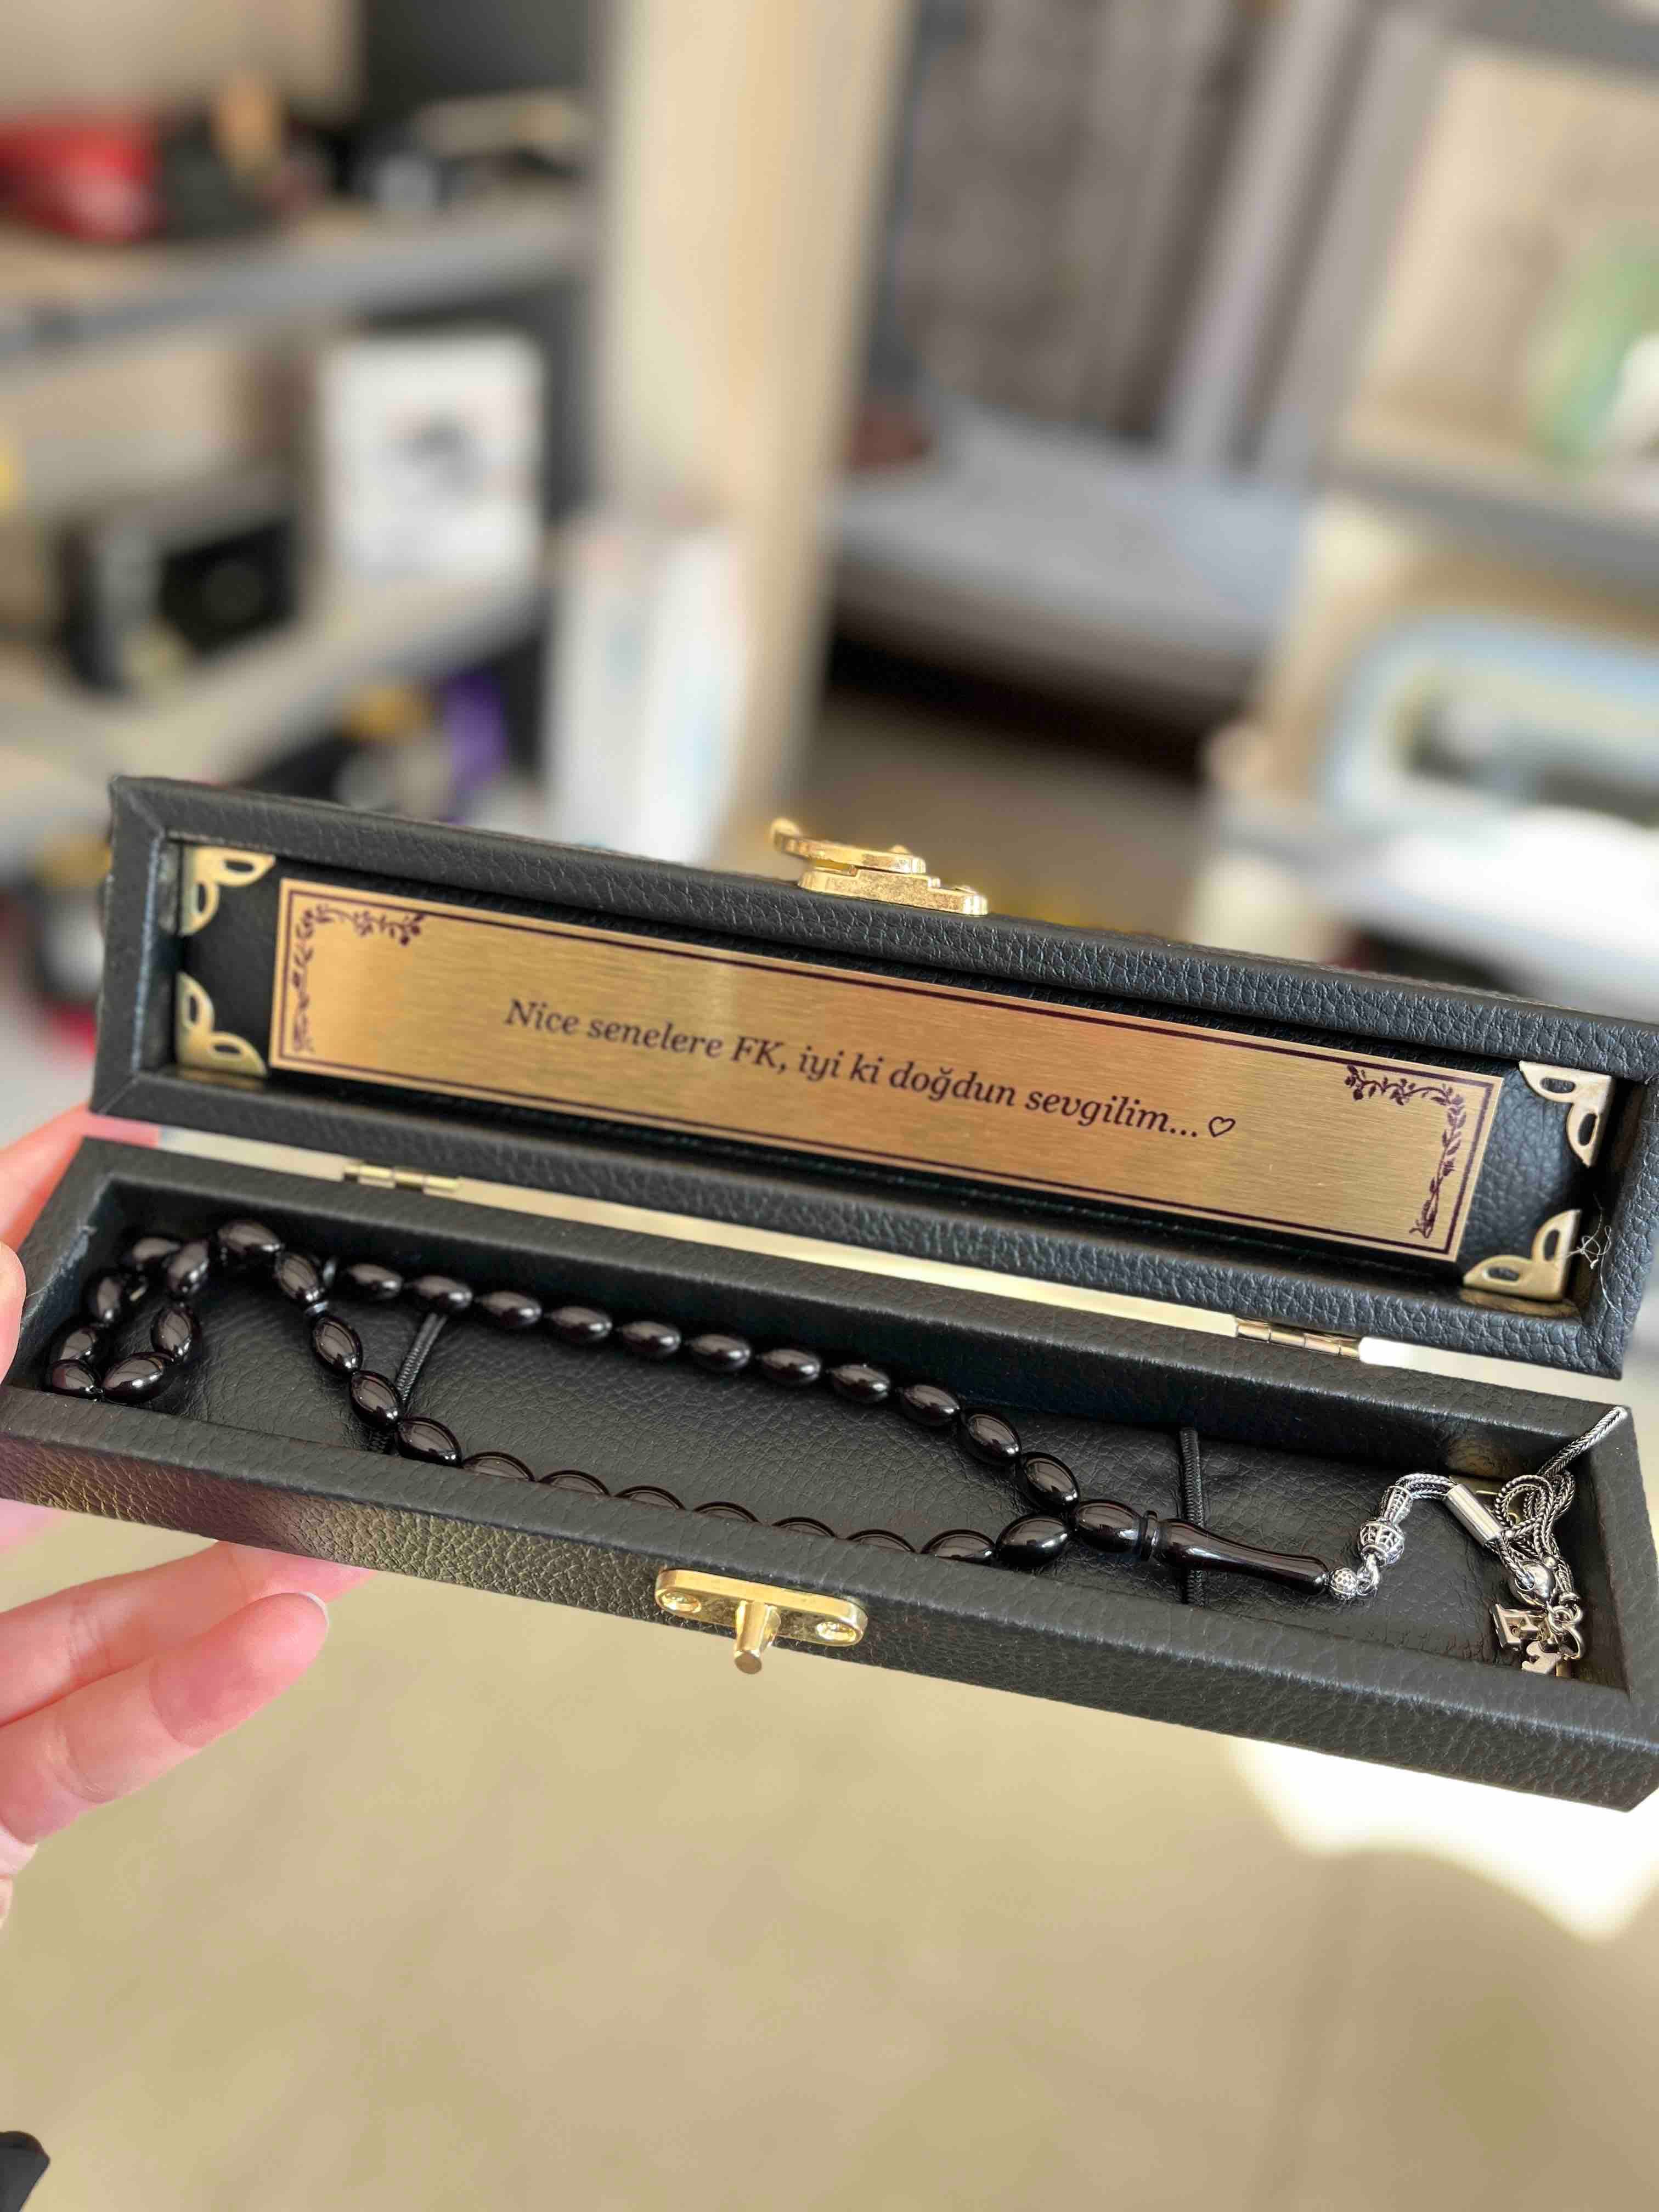 Nice senelere FK, iyi ki doğdun sevgilim... ♡